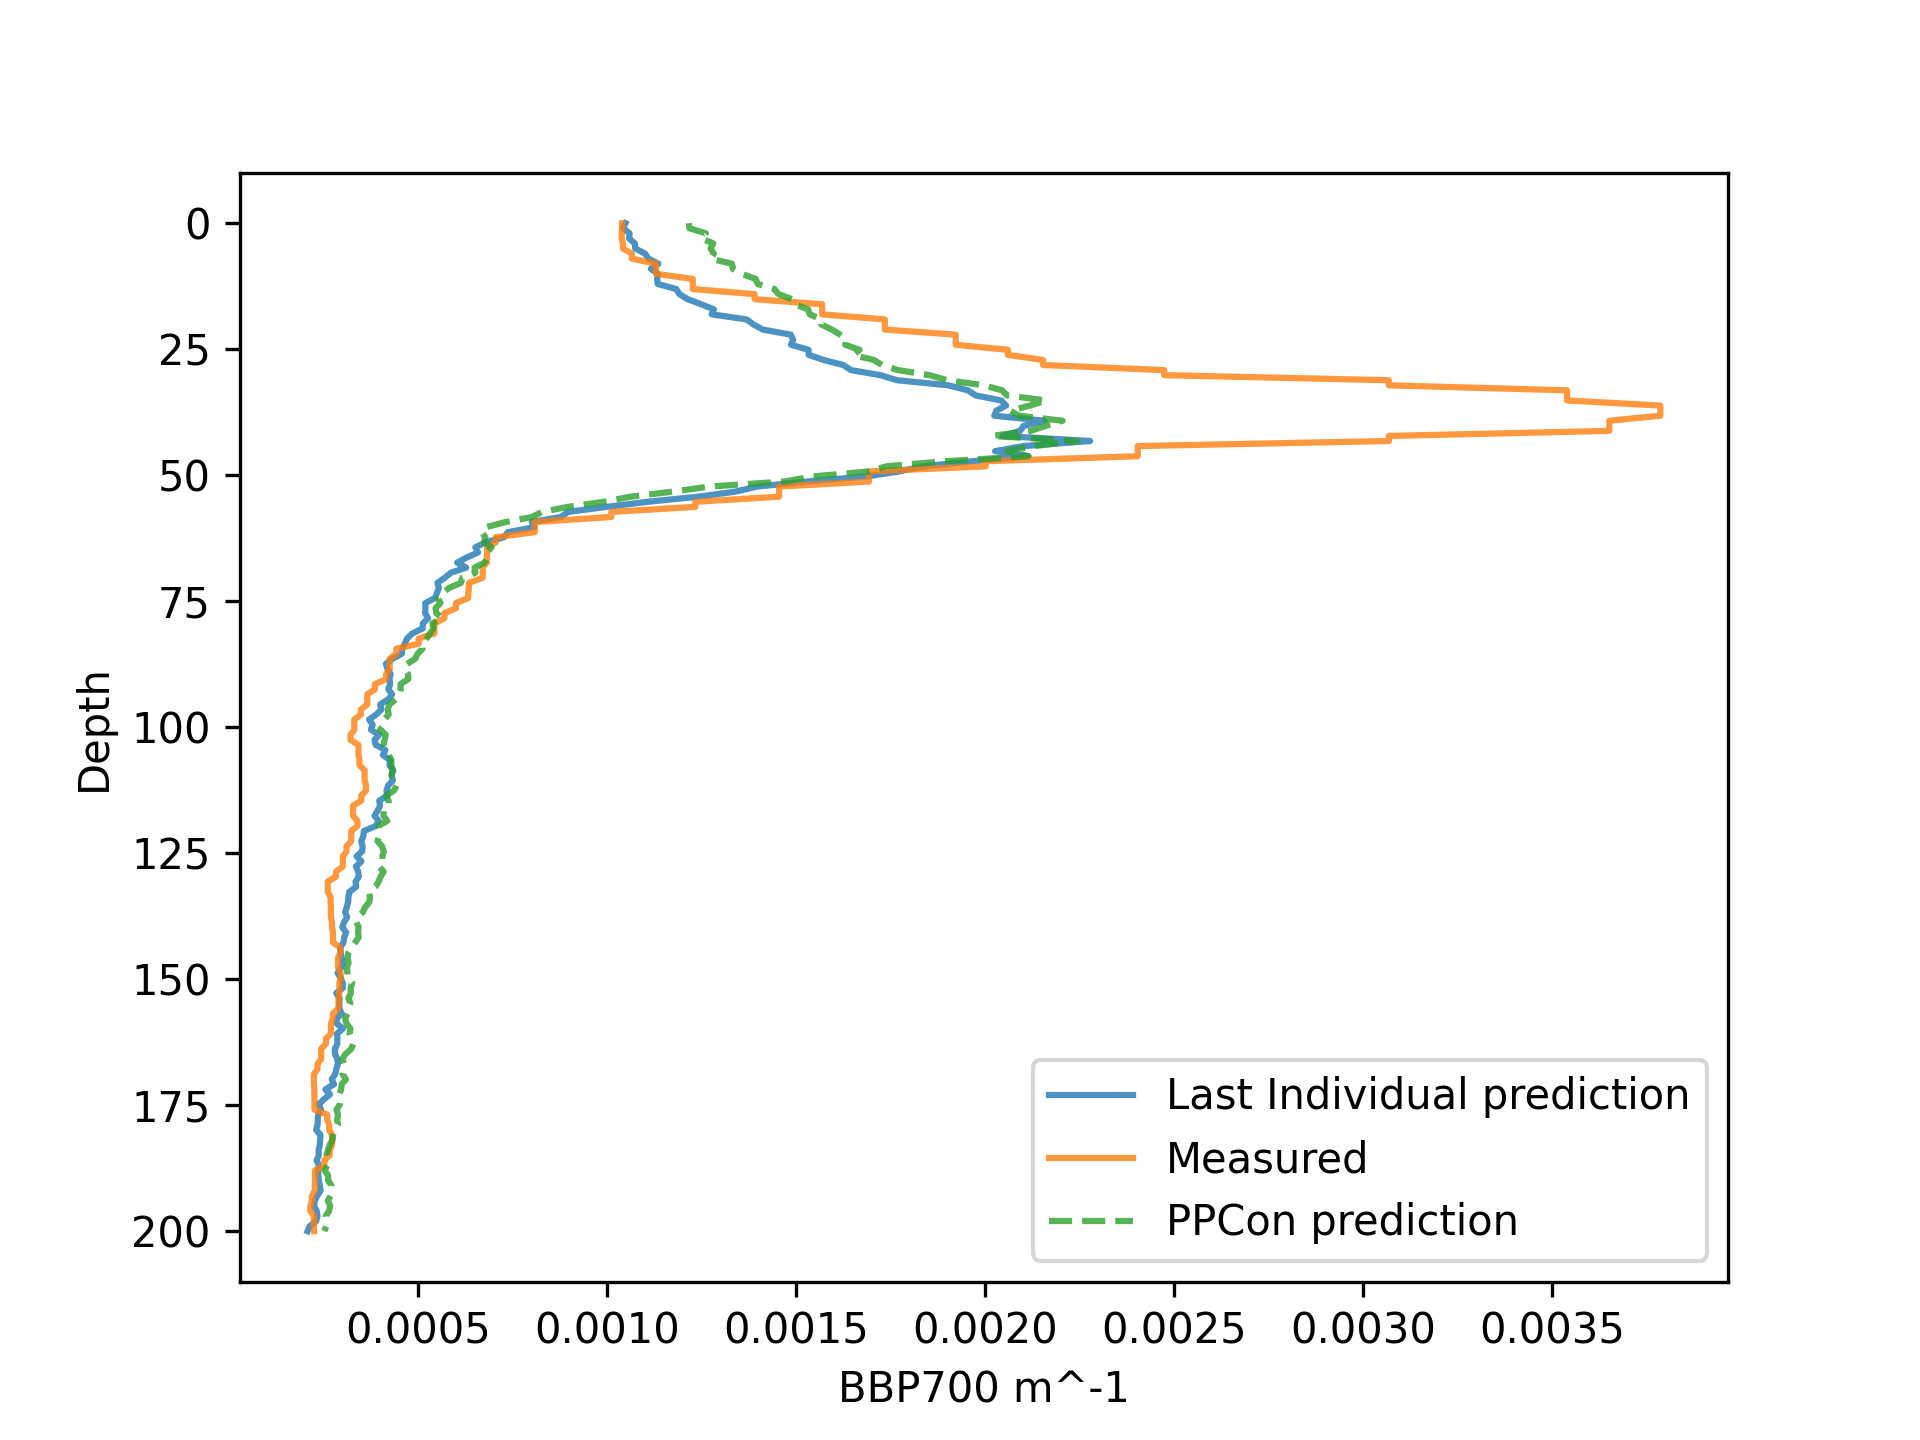 0
25
50
75
100
125
150
175
200
Depth
0.0005 0.0010 0.0015 0.0020 0.0025 0.0030 0.0035
BBP700 m^-1
Last Individual prediction
Measured
PPCon prediction